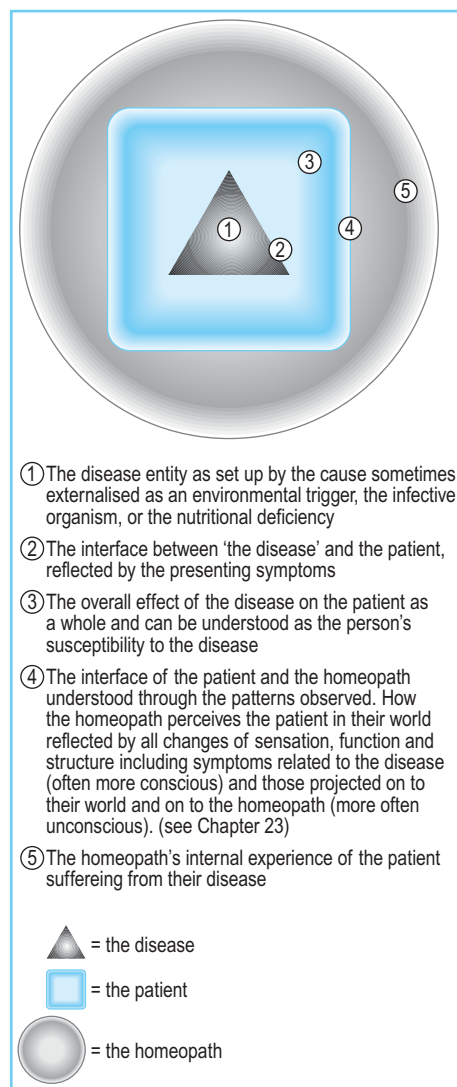 3
5
1
4
2
① The disease entity as set up by the cause sometimes
externalised as an environmental trigger, the infective
organism, or the nutritional deficiency
② The interface between ‘the disease’ and the patient,
reflected by the presenting symptoms
③ The overall effect of the disease on the patient as
a whole and can be understood as the person’s
susceptibility to the disease
④ The interface of the patient and the homeopath
understood through the patterns observed. How
the homeopath perceives the patient in their world
reflected by all changes of sensation, function and
structure including symptoms related to the disease
(often more conscious) and those projected on to
their world and on to the homeopath (more often
unconscious). (see Chapter 23)
⑤ The homeopath’s internal experience of the patient
suffereing from their disease
= the disease
= the patient
= the homeopath